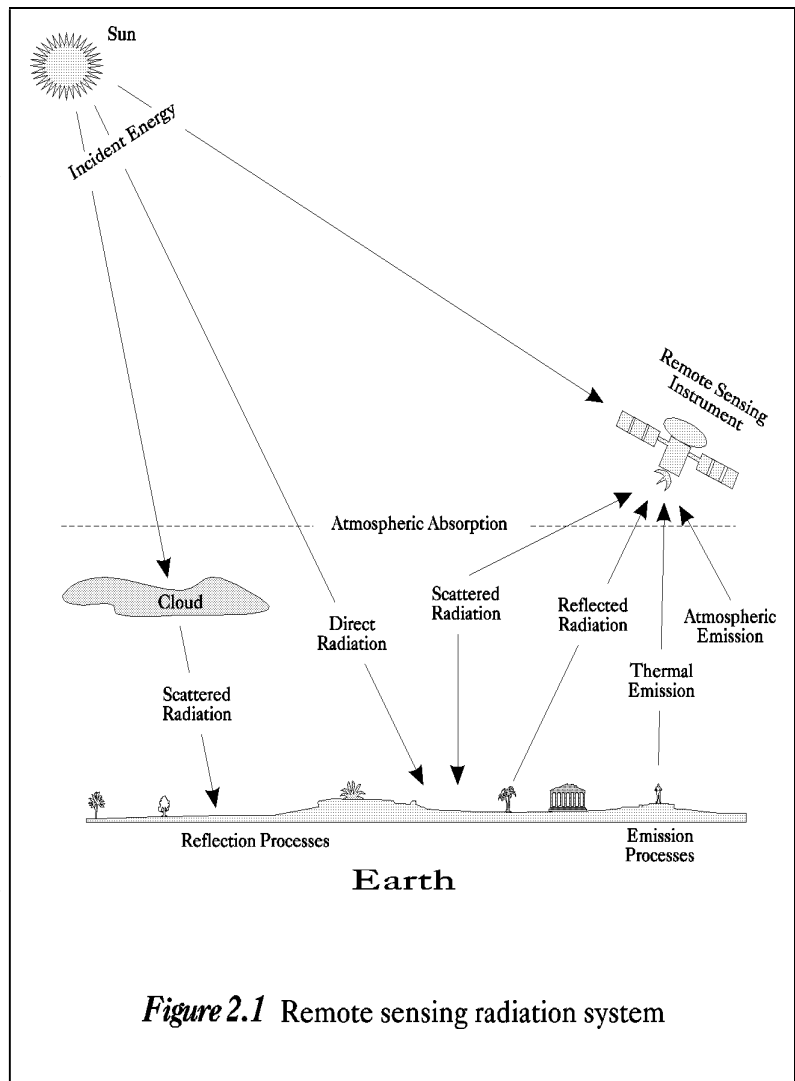 Sun
Incident Energy
Remote Sensing
Instrument
Atmospheric Absorption
Cloud
Scattered
Radiation
Direct
Radiation
Scattered
Radiation
Reflected
Radiation
Atmospheric
Emission
Thermal
Emission
Reflection Processes
Emission
Processes
Earth
Figure 2.1 Remote sensing radiation system